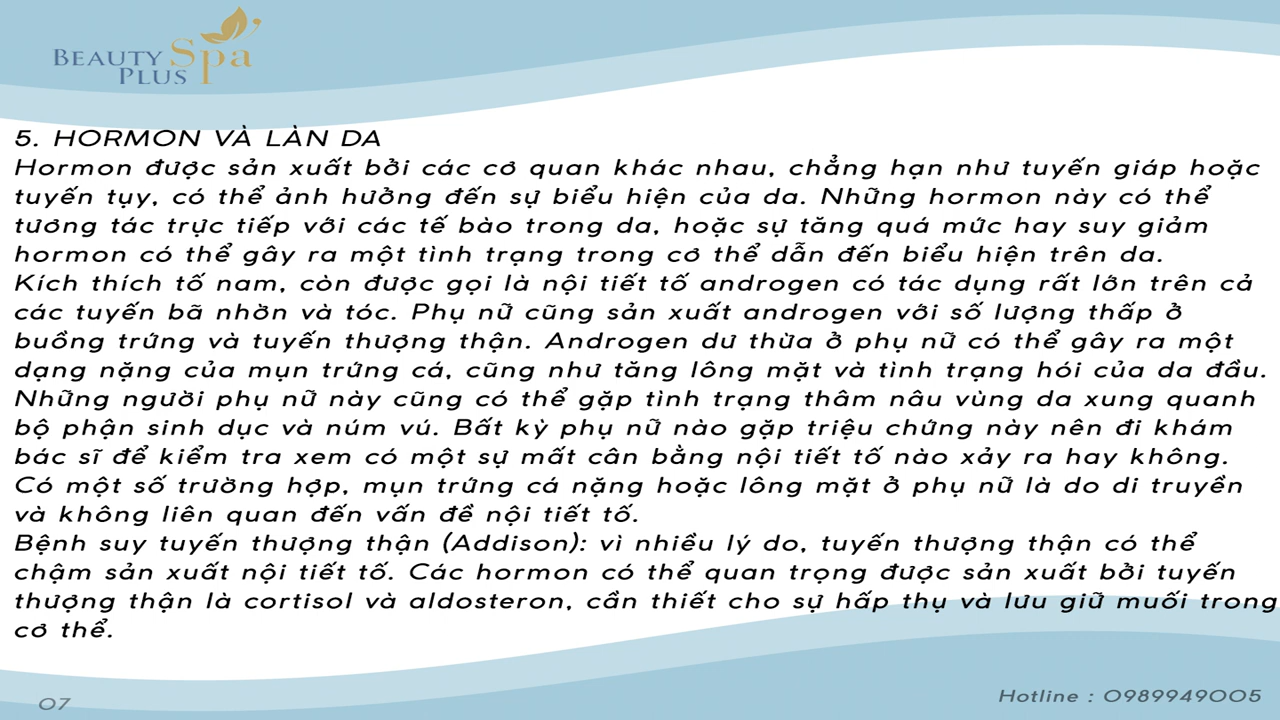 BEAUTY Spa
PLUS
5. HORMON VÀ LÀN DA
Hormon được sản xuất bởi các cơ quan khác nhau, chẳng hạn như tuyến giáp hoặc
tuyến tụy, có thể ảnh hưởng đến sự biểu hiện của da. Những hormon này có thể
tương tác trực tiếp với các tế bào trong da, hoặc sự tăng quá mức hay suy giảm
hormon có thể gây ra một tình trạng trong cơ thể dẫn đến biểu hiện trên da.
Kích thích tố nam, còn được gọi là nội tiết tố androgen có tác dụng rất lớn trên cả
các tuyến bã nhờn và tóc. Phụ nữ cũng sản xuất androgen với số lượng thấp ở
buồng trứng và tuyến thượng thận. Androgen dư thừa ở phụ nữ có thể gây ra một
dạng nặng của mụn trứng cá, cũng như tăng lông mặt và tình trạng hói của da đầu.
Những người phụ nữ này cũng có thể gặp tình trạng thâm nâu vùng da xung quanh
bộ phận sinh dục và núm vú. Bất kỳ phụ nữ nào gặp triệu chứng này nên đi khám
bác sĩ để kiểm tra xem có một sự mất cân bằng nội tiết tố nào xảy ra hay không.
Có một số trường hợp, mụn trứng cá nặng hoặc lông mặt ở phụ nữ là do di truyền
và không liên quan đến vấn đề nội tiết tố.
Bệnh suy tuyến thượng thận (Addison): vì nhiều lý do, tuyến thượng thận có thể
chậm sản xuất nội tiết tố. Các hormon có thể quan trọng được sản xuất bởi tuyến
thượng thận là cortisol và aldosteron, cần thiết cho sự hấp thụ và lưu giữ muối trong
cơ thể.
07
Hotline : 0989949005